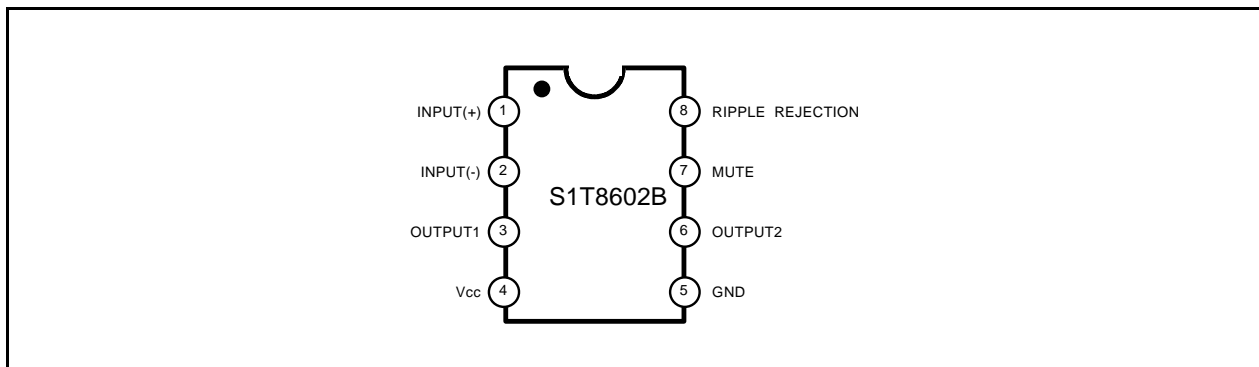 INPUT(+) 1 8 RIPPLE REJECTION
INPUT(-) 2 7 MUTE
S1T8602B
OUTPUT1 3 6 OUTPUT2
Vcc 4 5 GND